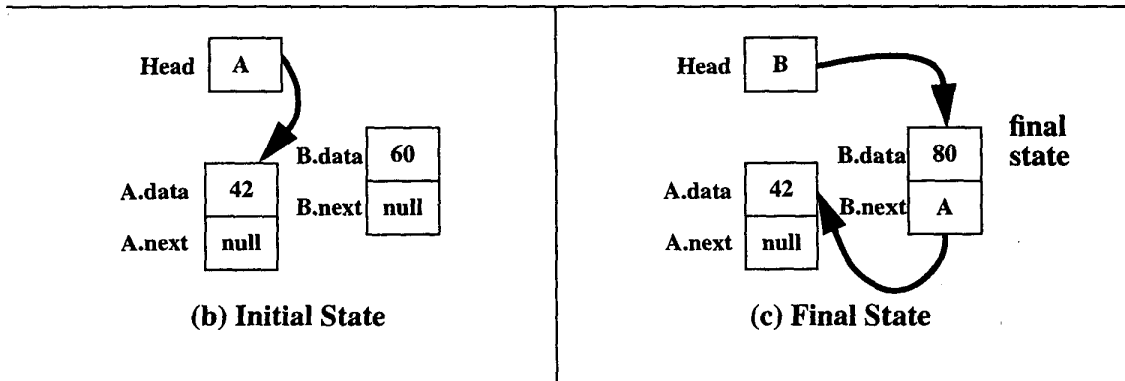 Head A
B.data 60
A.data 42
B.next null
A.next null
(b) Initial State
Head B
final
state
B.data 80
A.data 42
B.next A
A.next null
(c) Final State